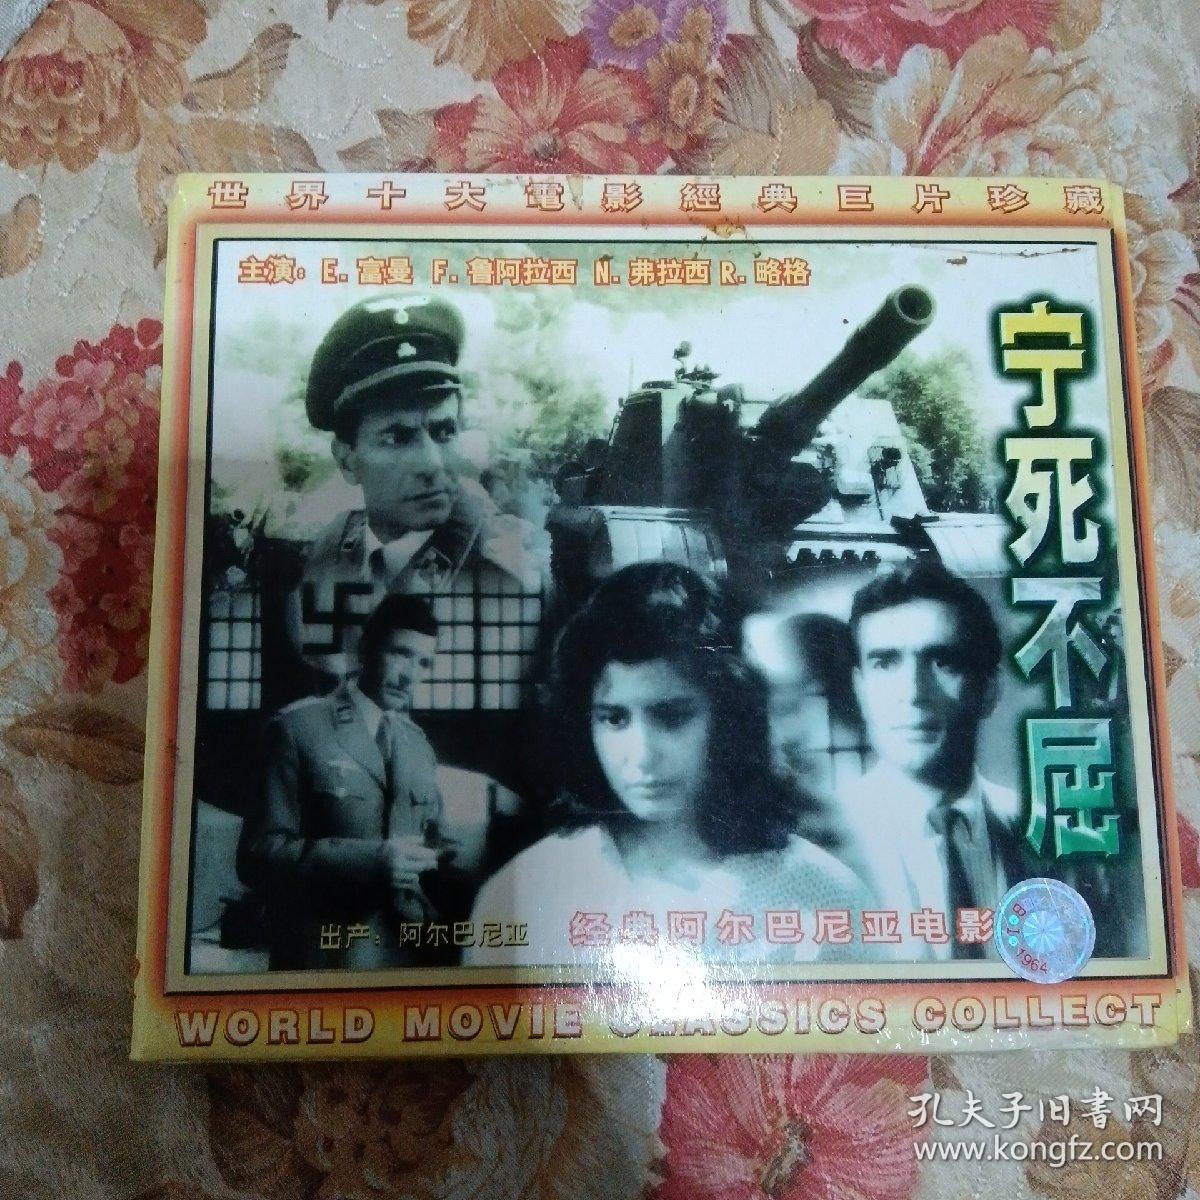 世界十大電影經典巨片珍藏
主演：E.富曼 F.鲁阿拉西 N.弗拉西 R.略格
宁死不屈
出产：阿尔巴尼亚 经典阿尔巴尼亚电影
1964
WORLD MOVIE CLASSICS COLLECT
孔夫子旧書网
www.kongfz.com